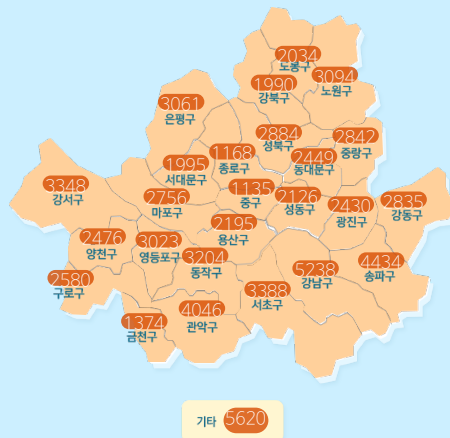 2034
도봉구
1990
강북구
3094
노원구
3061
은평구
2884
성북구
2842
중랑구
1168
종로구
2449
동대문구
1995
서대문구
3348
강서구
2756
마포구
1135
중구
2126
성동구
2430
광진구
2835
강동구
2195
용산구
2476
양천구
3023
영등포구
3204
동작구
4434
송파구
5238
강남구
2580
구로구
3388
서초구
4046
관악구
1374
금천구
기타 5620